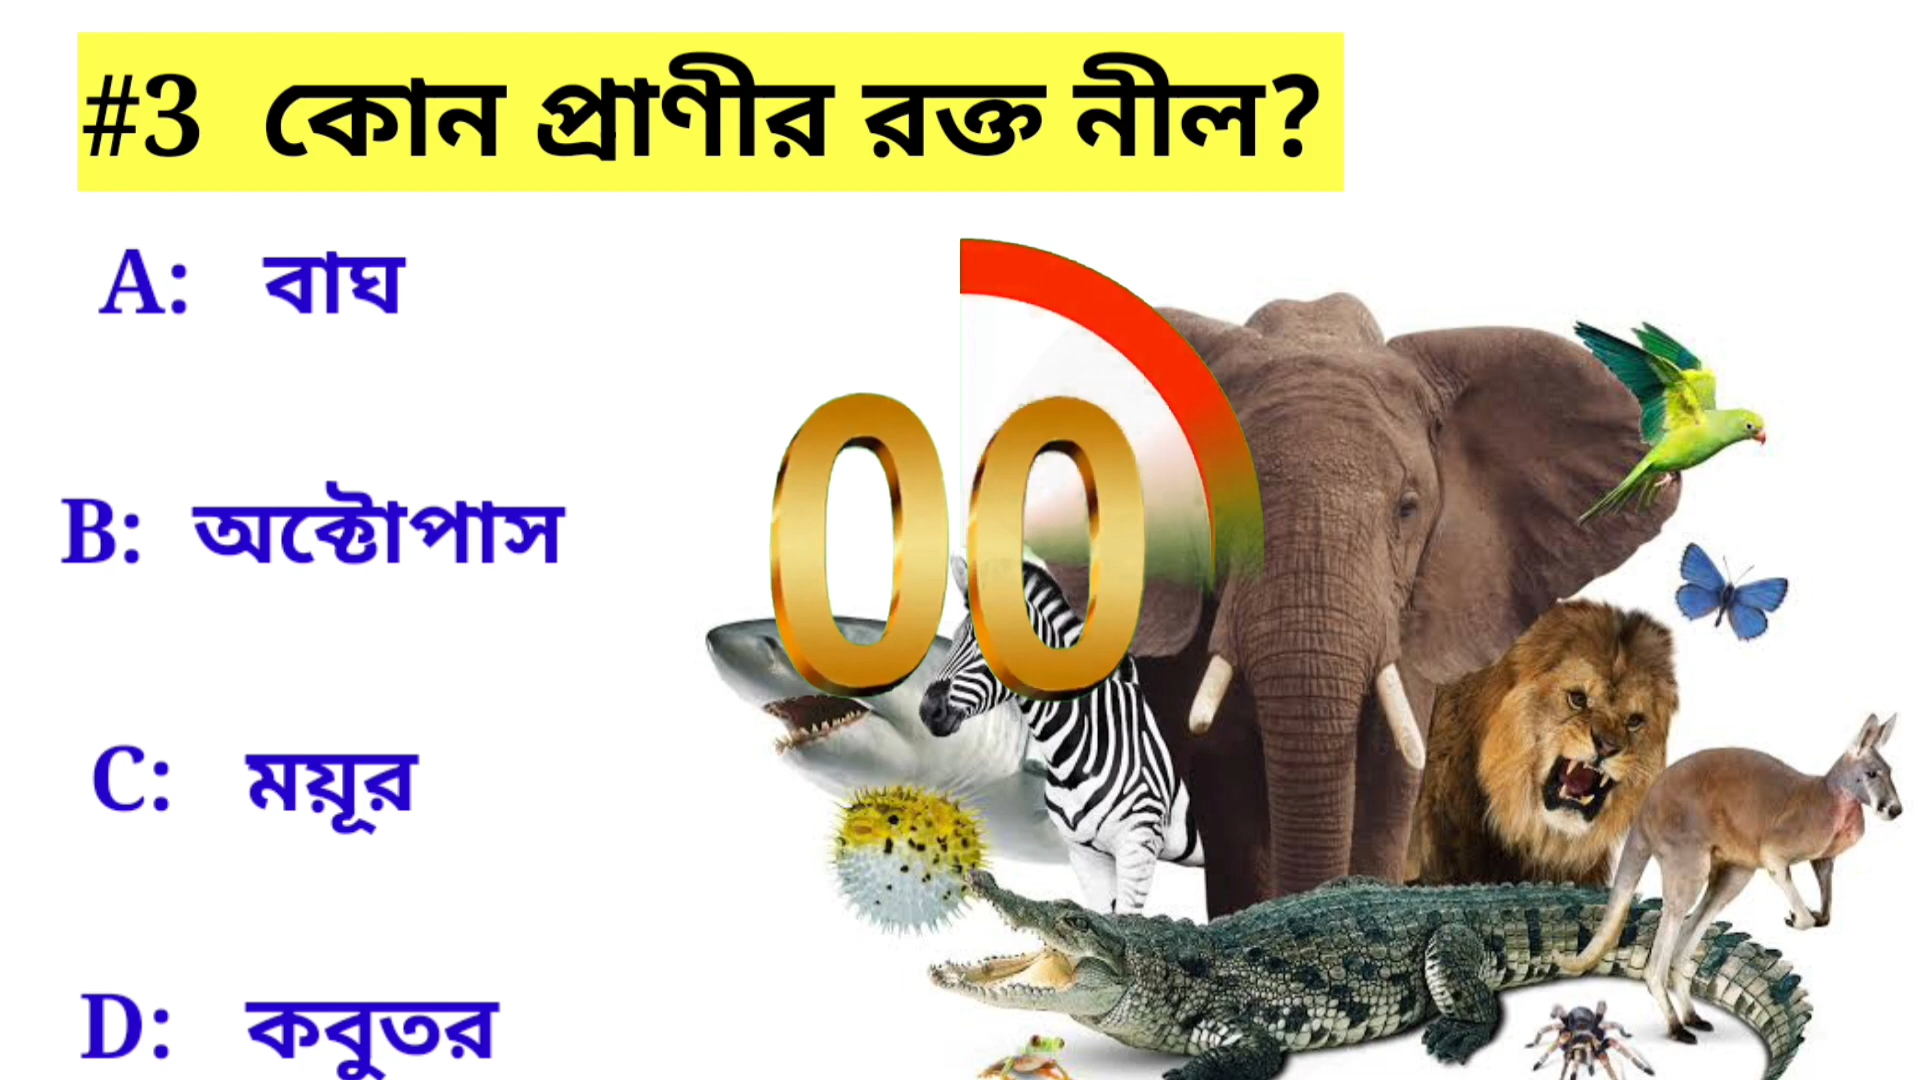 #3 কোন প্রাণীর রক্ত নীল?
A: বাঘ
B: অক্টোপাস
00
C: ময়ূর
D: কবুতর